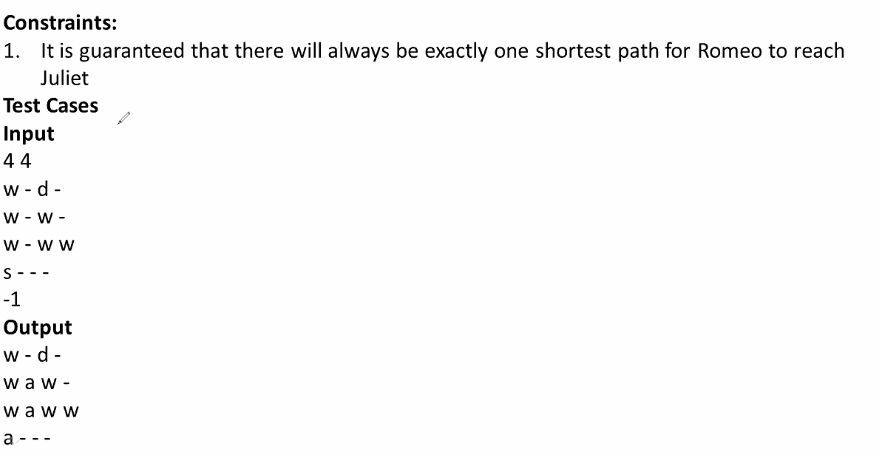 Constraints:
1. It is guaranteed that there will always be exactly one shortest path for Romeo to reach
Juliet
Test Cases
Input
4 4
w - d -
w - w -
w - w w
s - - -
-1
Output
w - d -
w a w -
w a w w
a - - -